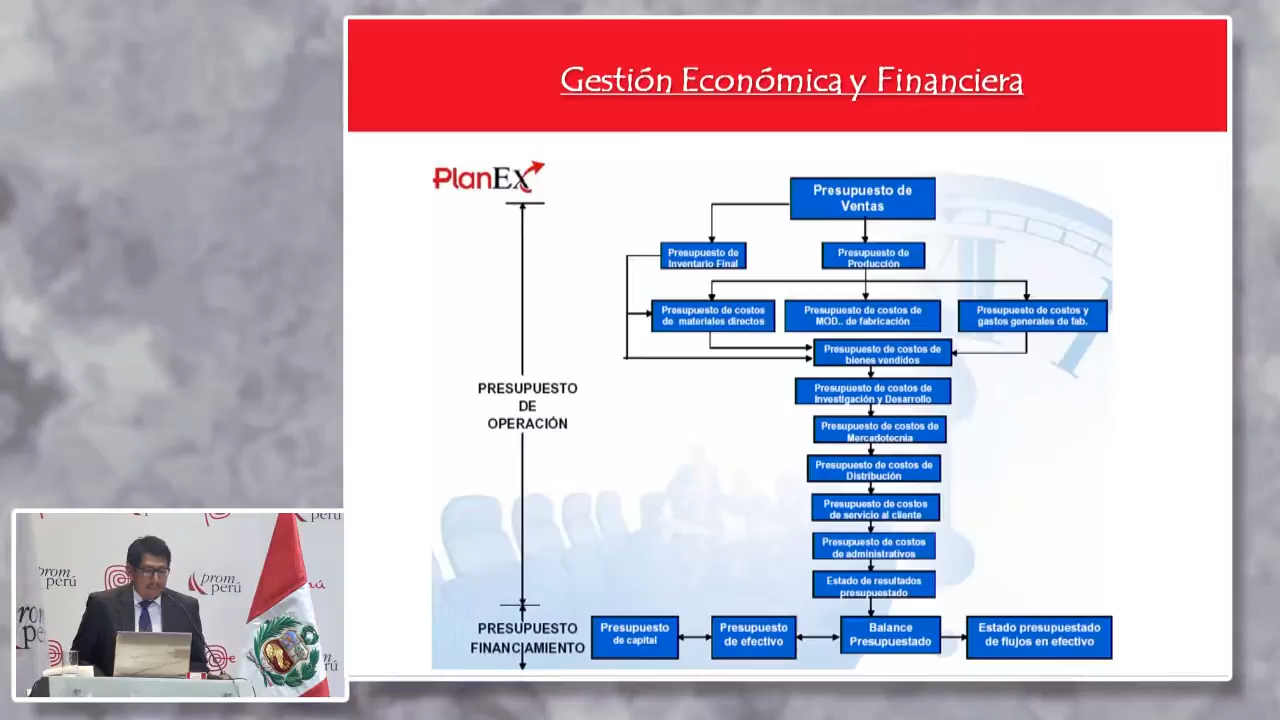 Gestión Económica y Financiera
PlanEX
Presupuesto de
Ventas
Presupuesto de
Inventario Final
Presupuesto de
Producción
Presupuesto de costos
de materiales directos
Presupuesto de costos de
MOD.. de fabricación
Presupuesto de costos y
gastos generales de fab.
Presupuesto de costos de
bienes vendidos
PRESUPUESTO
DE
OPERACIÓN
Presupuesto de costos de
Investigación y Desarrollo
Presupuesto de costos de
Mercadotecnia
Presupuesto de costos de
Distribución
Presupuesto de costos
de servicio al cliente
Presupuesto de costos
de administrativos
Estado de resultados
presupuestado
PRESUPUESTO
FINANCIAMIENTO
Presupuesto
de capital
Presupuesto
de efectivo
Balance
Presupuestado
Estado presupuestado
de flujos en efectivo
perú
prom
perú
prom
perú